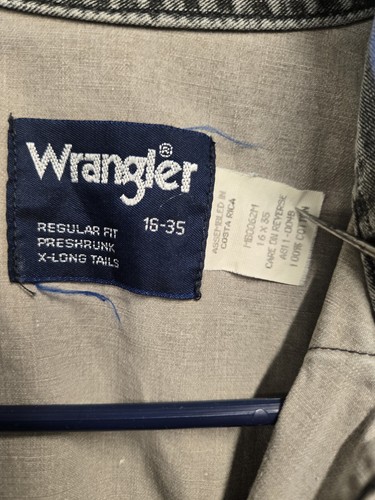 Wrangler®
16-35
REGULAR FIT
PRESHRUNK
X-LONG TAILS
ASSEMBLED IN
COSTA RICA
16 X 35
CARE ON REVERSE
100% COTTON